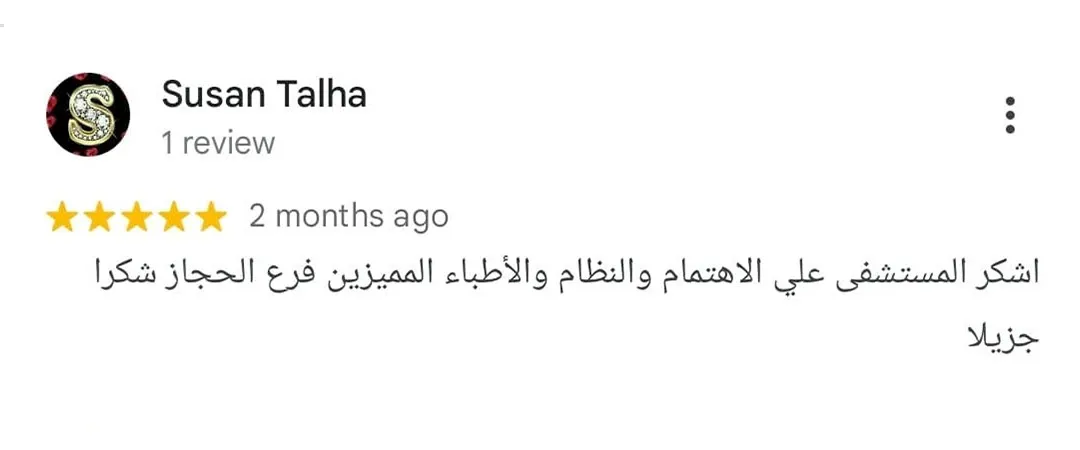 Susan Talha
1 review
2 months ago
اشكر المستشفى علي الاهتمام والنظام والأطباء المميزين فرع الحجاز شكرا
جزيلا